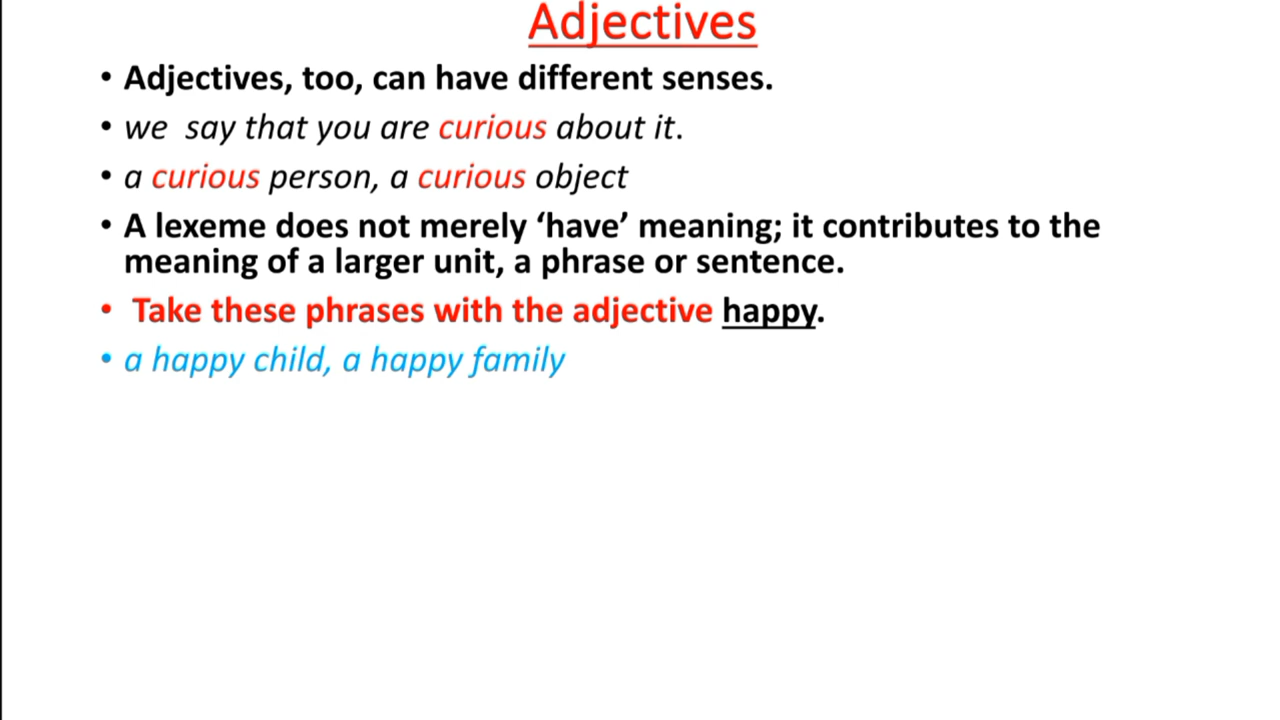 Adjectives
• Adjectives, too, can have different senses.
• we  say that you are curious about it.
• a curious person, a curious object
• A lexeme does not merely ‘have’ meaning; it contributes to the
meaning of a larger unit, a phrase or sentence.
• Take these phrases with the adjective happy.
• a happy child, a happy family